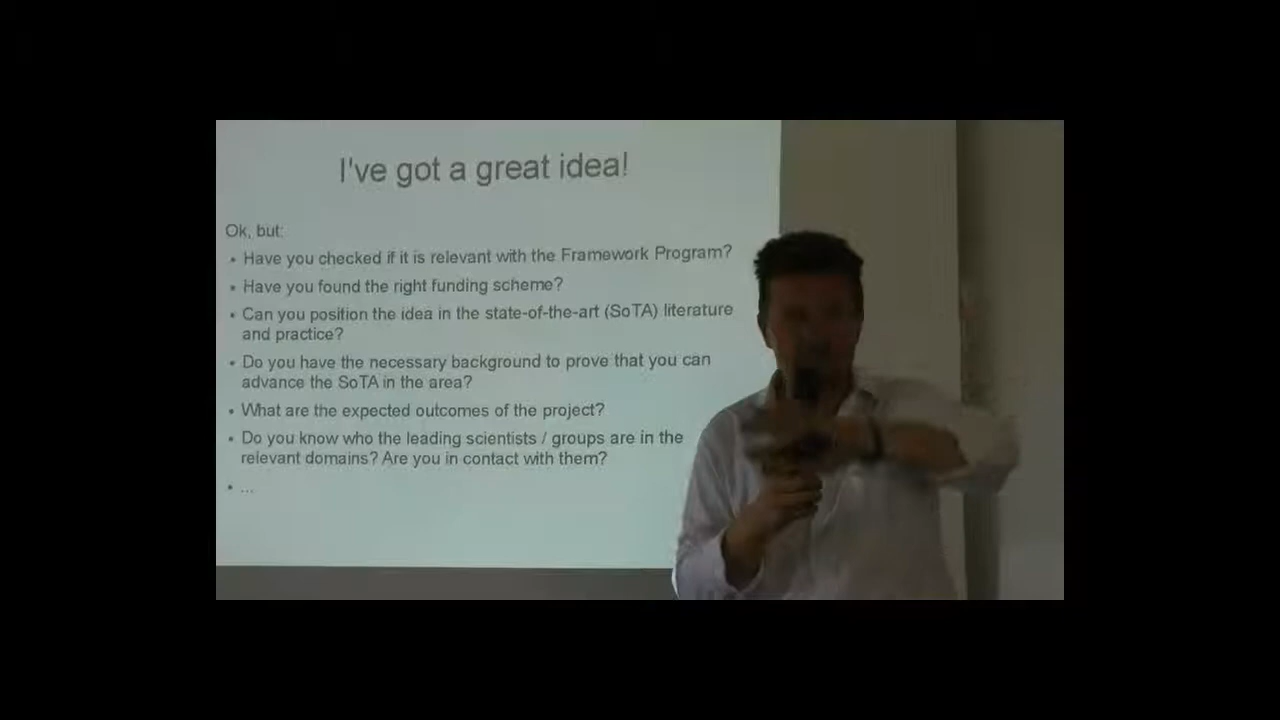 I've got a great idea!
Ok, but:
• Have you checked if it is relevant with the Framework Program?
• Have you found the right funding scheme?
• Can you position the idea in the state-of-the-art (SoTA) literature
and practice?
• Do you have the necessary background to prove that you can
advance the SoTA in the area?
• What are the expected outcomes of the project?
• Do you know who the leading scientists / groups are in the
relevant domains? Are you in contact with them?
• ...